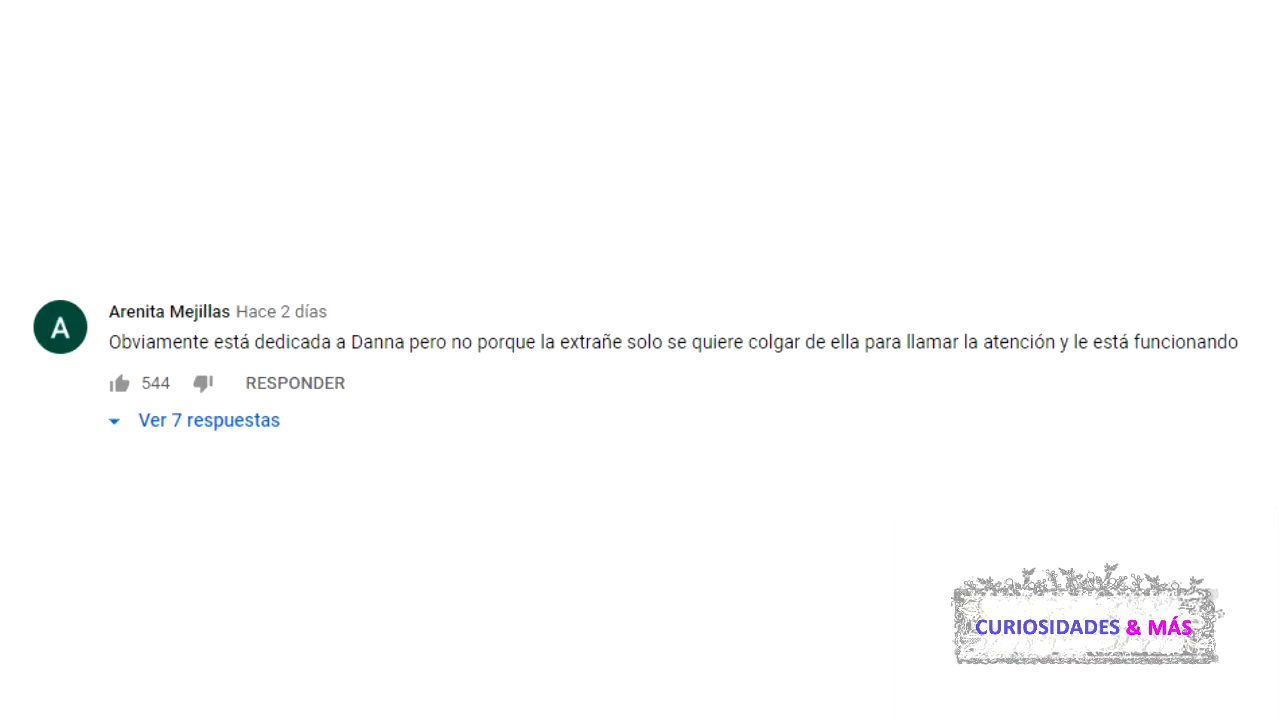 A
Arenita Mejillas Hace 2 días
Obviamente está dedicada a Danna pero no porque la extrañe solo se quiere colgar de ella para llamar la atención y le está funcionando
544 RESPONDER
Ver 7 respuestas
CURIOSIDADES & MÁS